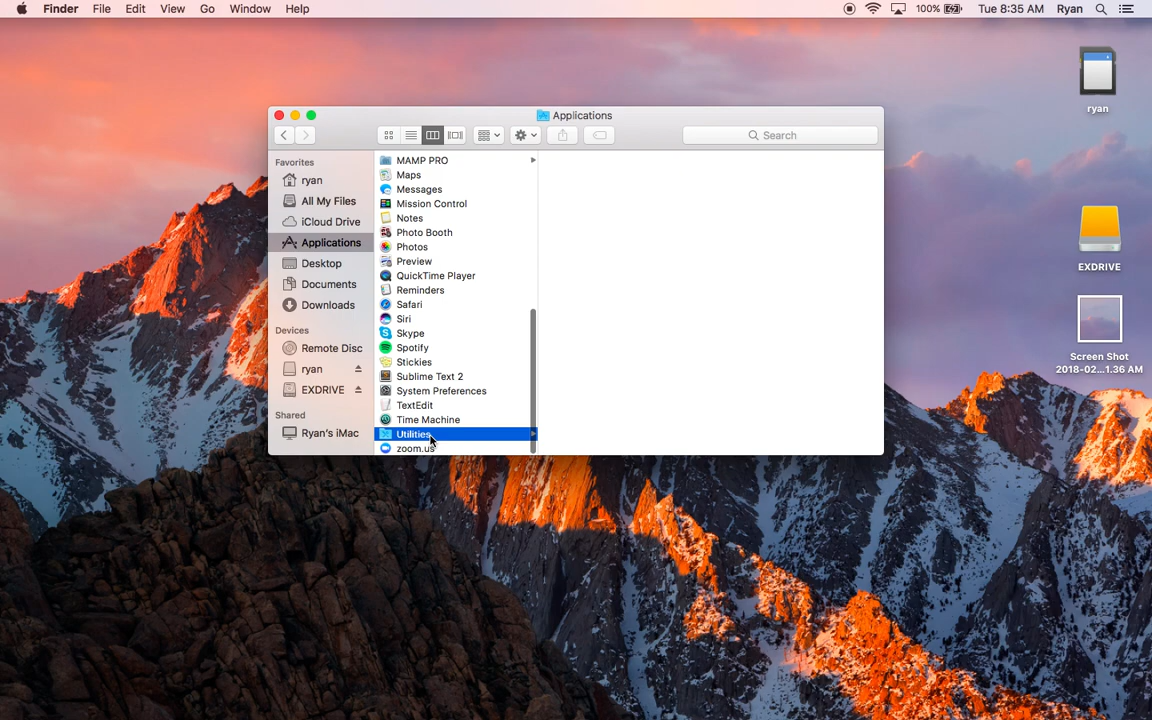 Finder File Edit View Go Window Help 100% Tue 8:35 AM Ryan
ryan
EXDRIVE
Screen Shot
2018-02...1.36 AM
Applications
Search
Favorites
ryan
All My Files
iCloud Drive
Applications
Desktop
Documents
Downloads
Devices
Remote Disc
ryan
EXDRIVE
Shared
Ryan's iMac
MAMP PRO
Maps
Messages
Mission Control
Notes
Photo Booth
Photos
Preview
QuickTime Player
Reminders
Safari
Siri
Skype
Spotify
Stickies
Sublime Text 2
System Preferences
TextEdit
Time Machine
Utilities
zoom.us